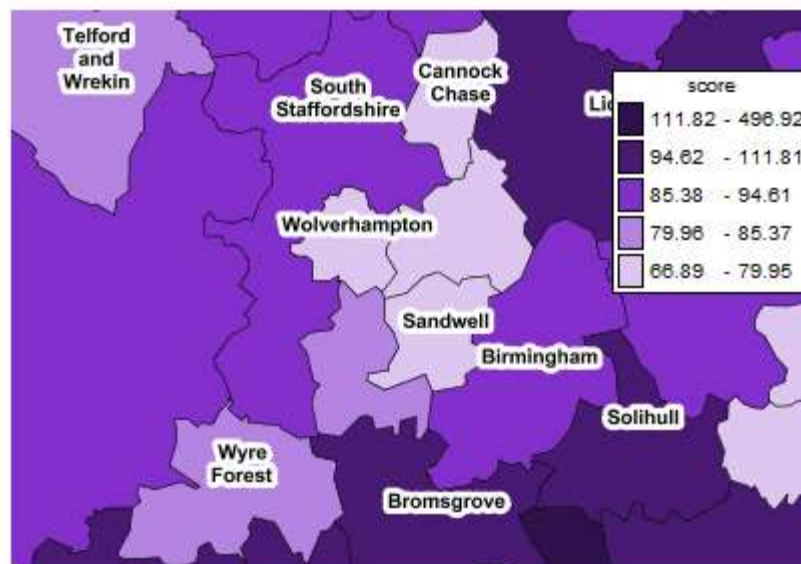 Telford
and
Wrekin
South
Staffordshire
Cannock
Chase
score
111.82 - 496.92
94.62 - 111.81
85.38 - 94.61
79.96 - 85.37
66.89 - 79.95
Wolverhampton
Sandwell
Birmingham
Solihull
Wyre
Forest
Bromsgrove